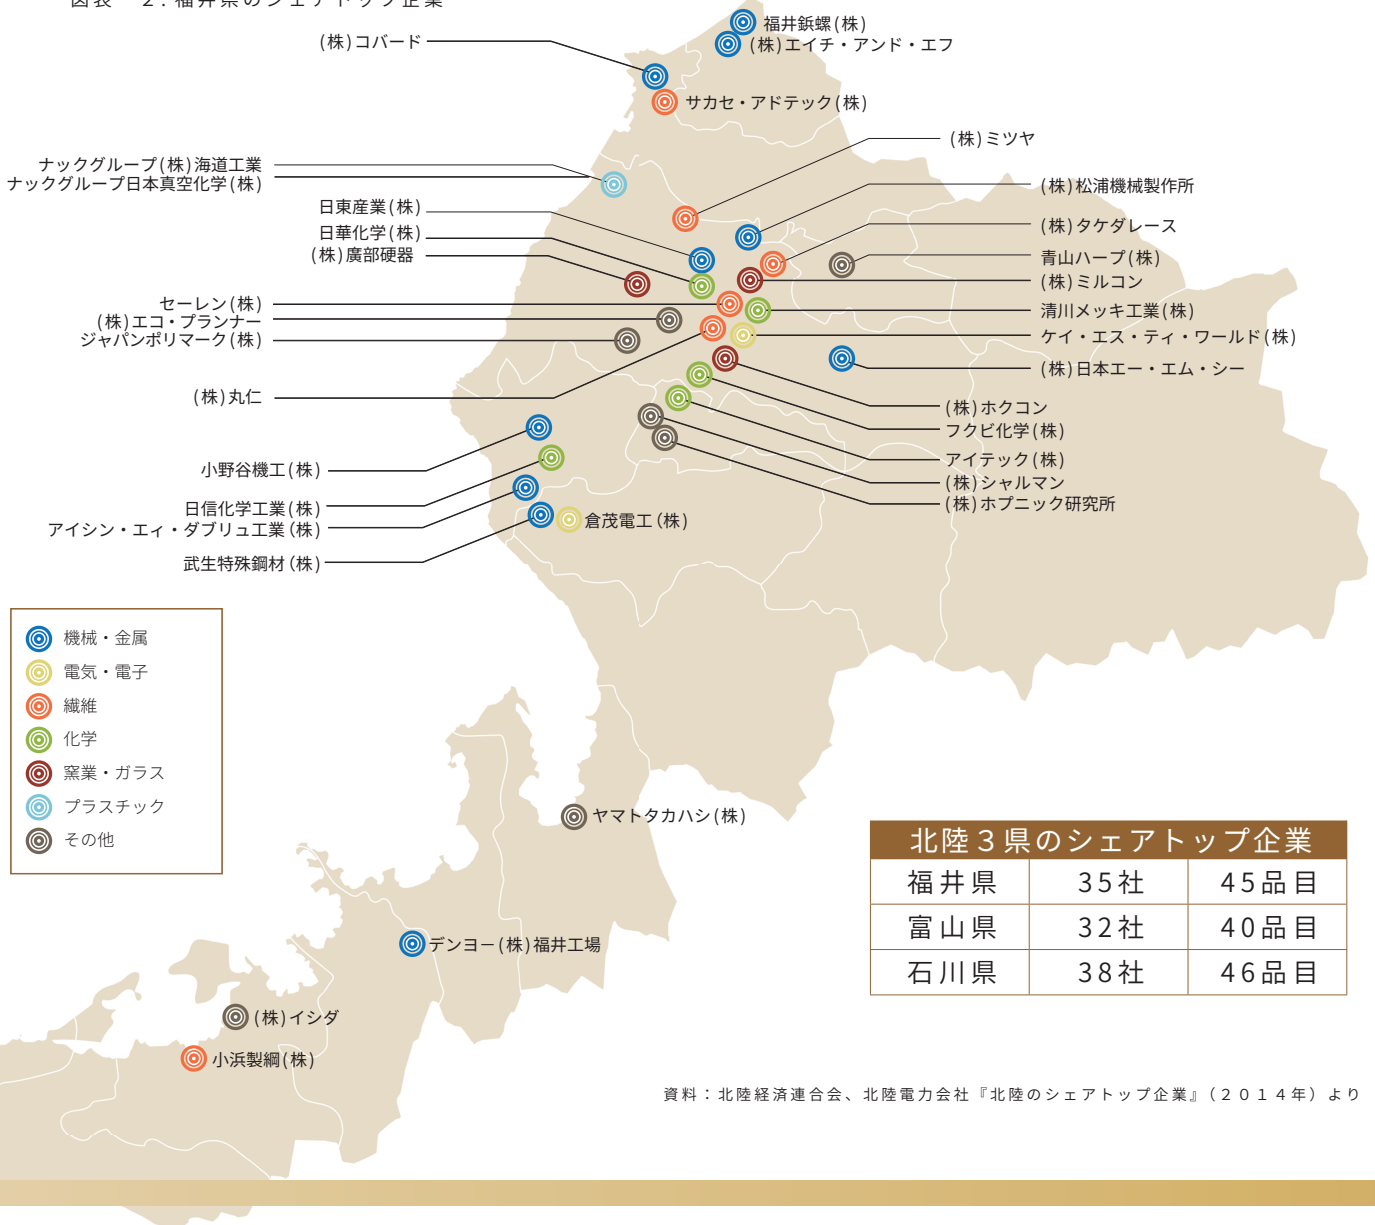 図表 2.福井県のシェアトップ企業
福井鋲螺(株)
(株)エイチ・アンド・エフ
(株)コバード
サカセ・アドテック(株)
(株)ミツヤ
ナックグループ(株)海道工業
ナックグループ日本真空化学(株)
(株)松浦機械製作所
日東産業(株)
(株)タケダレース
日華化学(株)
(株)廣部硬器
青山ハープ(株)
(株)ミルコン
セーレン(株)
清川メッキ工業(株)
(株)エコ・プランナー
ジャパンポリマーク(株)
ケイ・エス・ティ・ワールド(株)
(株)日本エー・エム・シー
(株)丸仁
(株)ホクコン
フクビ化学(株)
アイテック(株)
小野谷機工(株)
(株)シャルマン
(株)ホプニック研究所
日信化学工業(株)
アイシン・エィ・ダブリュ工業(株)
倉茂電工(株)
武生特殊鋼材(株)
機械・金属
電気・電子
繊維
化学
窯業・ガラス
プラスチック
その他
ヤマトタカハシ(株)
北陸３県のシェアトップ企業
福井県 35社 45品目
富山県 32社 40品目
石川県 38社 46品目
デンヨー(株)福井工場
(株)イシダ
小浜製綱(株)
資料：北陸経済連合会、北陸電力会社『北陸のシェアトップ企業』（２０１４年）より